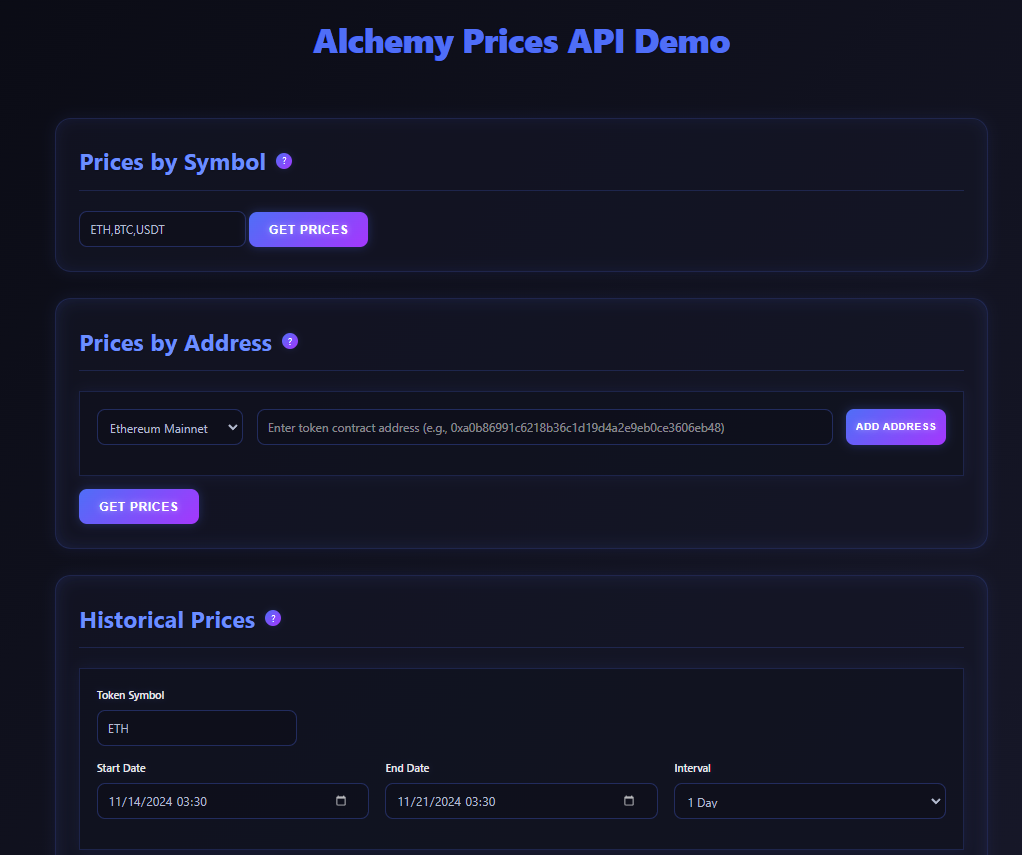 Alchemy Prices API Demo
Prices by Symbol ?
ETH,BTC,USDT GET PRICES
Prices by Address ?
Ethereum Mainnet Enter token contract address (e.g., 0xa0b86991c6218b36c1d19d4a2e9eb0ce3606eb48) ADD ADDRESS
GET PRICES
Historical Prices ?
Token Symbol
ETH
Start Date End Date Interval
11/14/2024 03:30 11/21/2024 03:30 1 Day